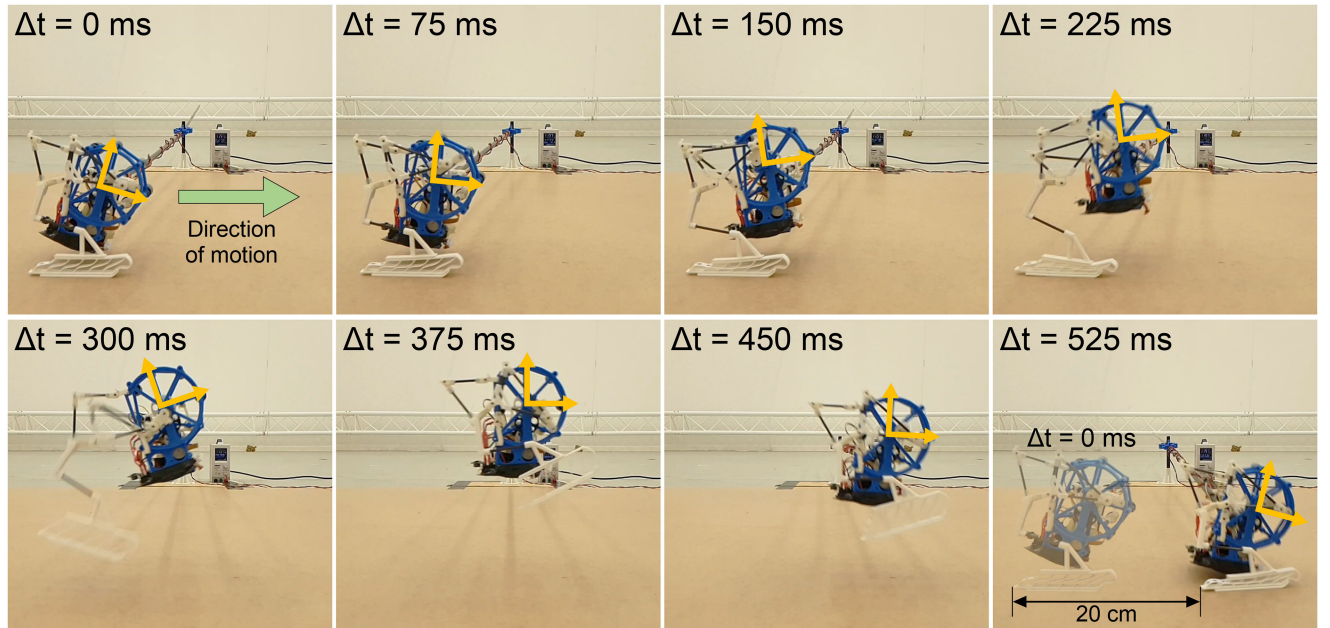 Δt = 0 ms
Δt = 75 ms
Δt = 150 ms
Δt = 225 ms
Direction
of motion
Δt = 300 ms
Δt = 375 ms
Δt = 450 ms
Δt = 525 ms
Δt = 0 ms
20 cm